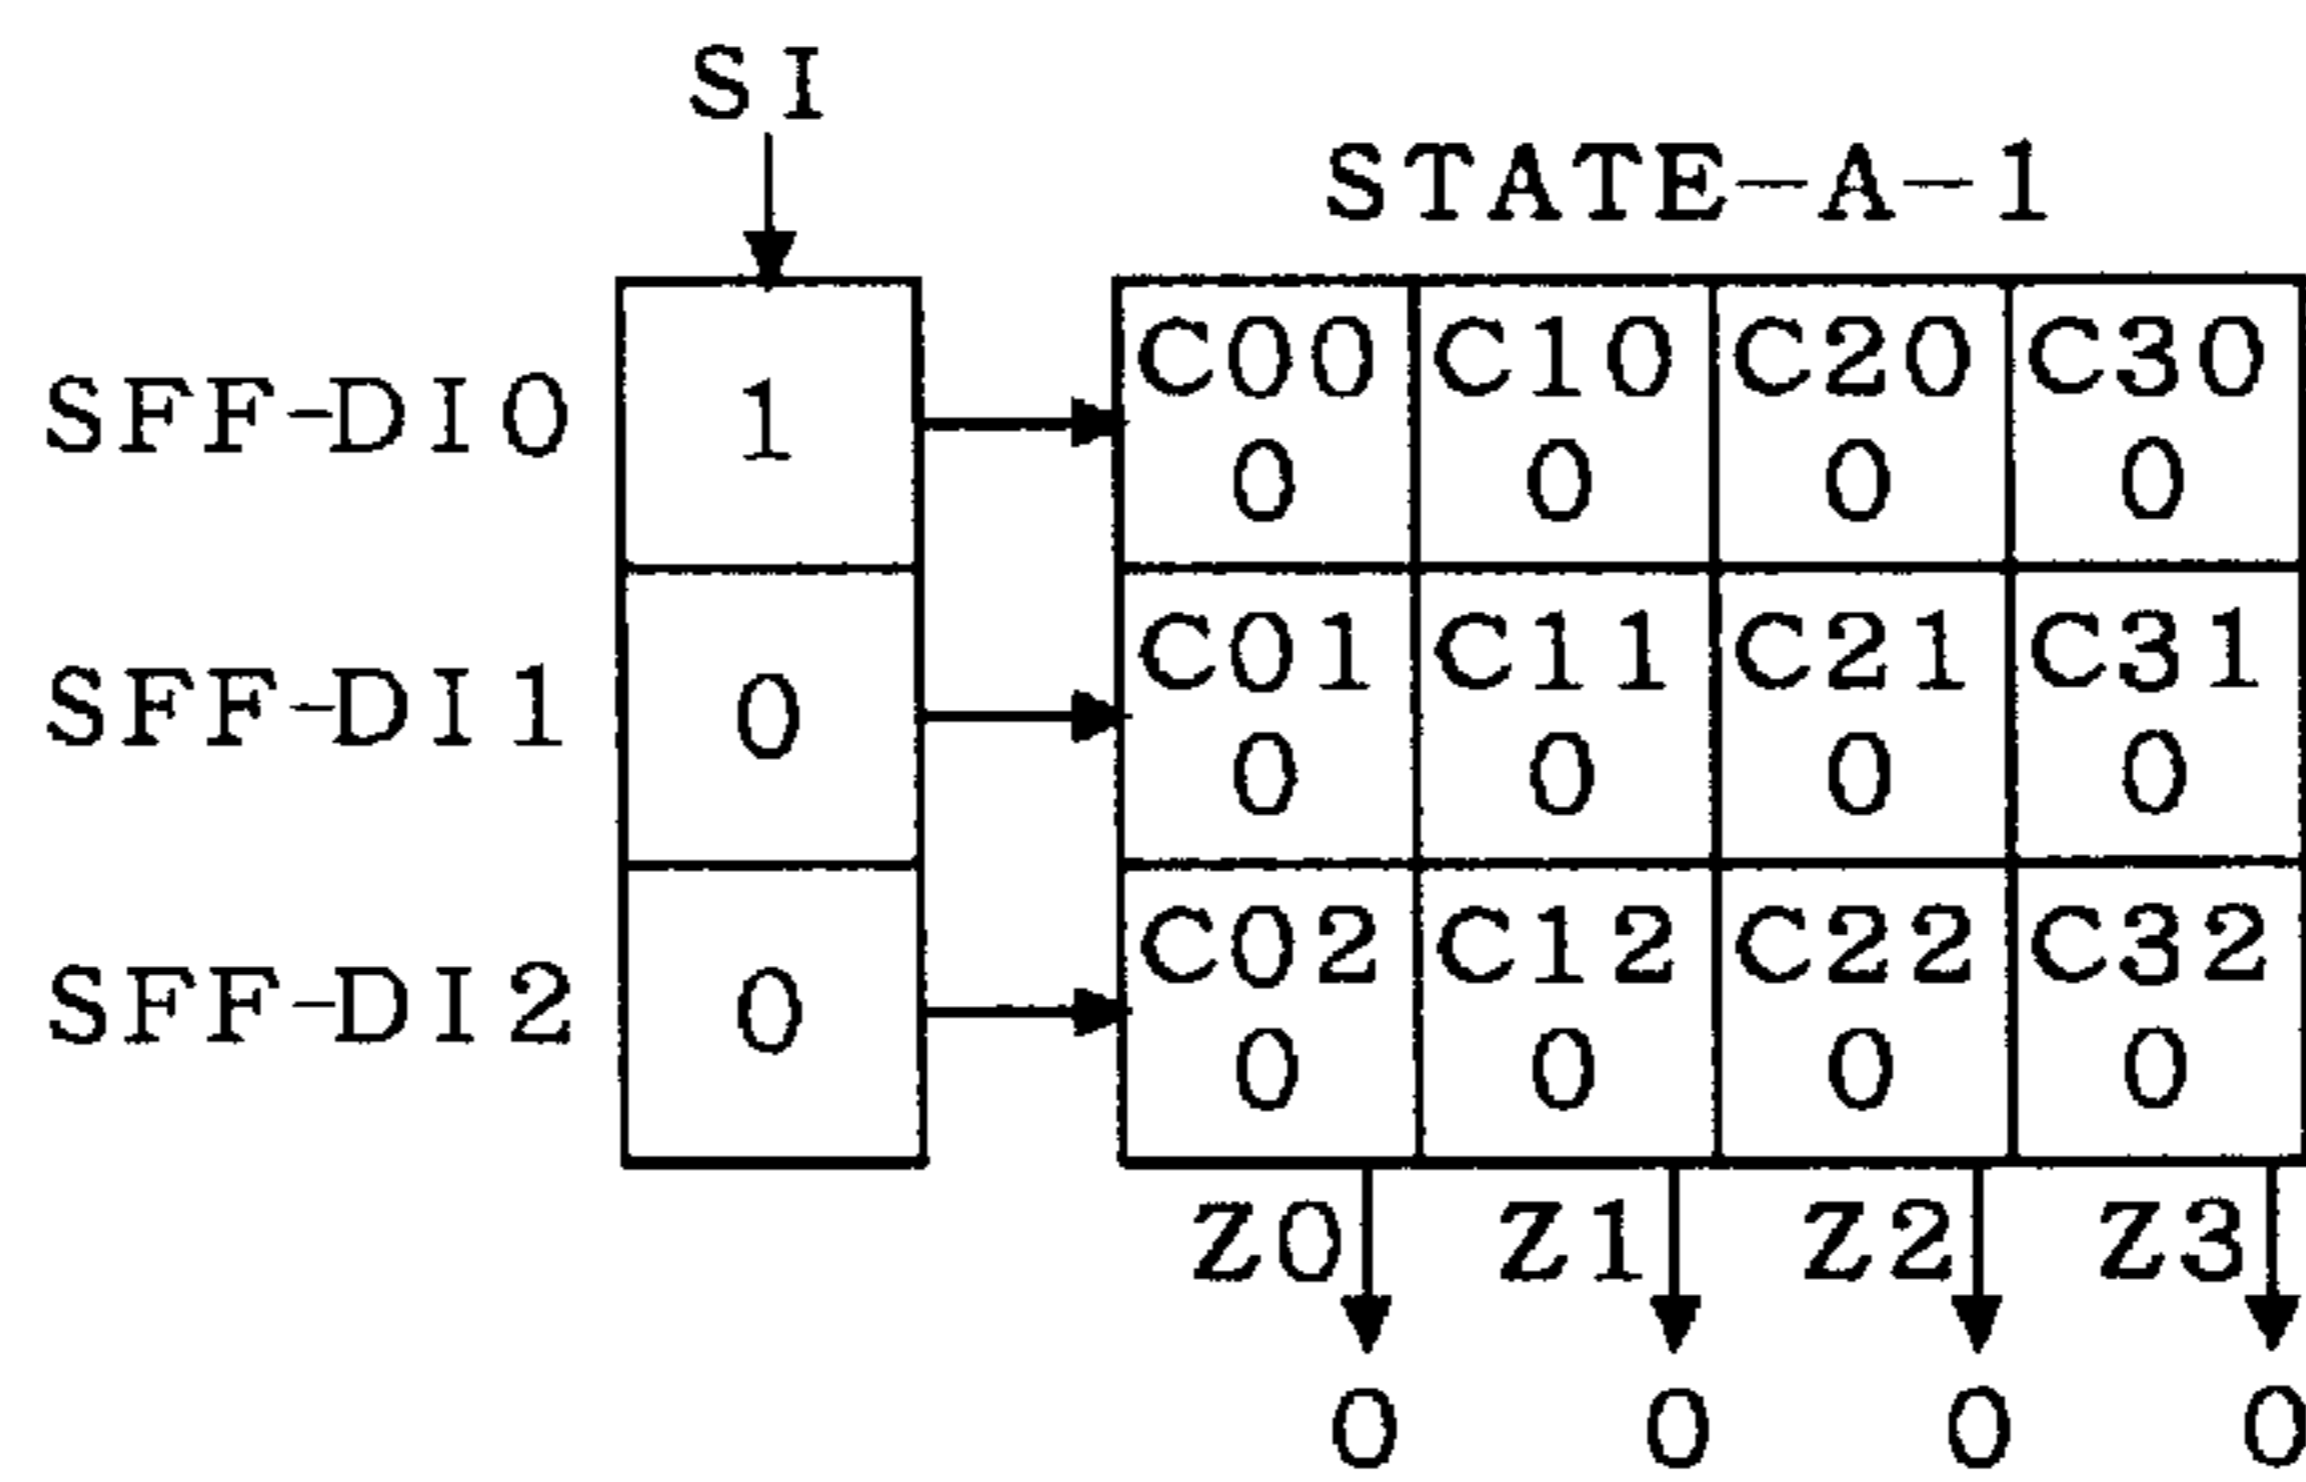 SI
STATE-A-1
C00 C10 C20 C30
SFF-DI0 1
0 0 0 0
C01 C11 C21 C31
SFF-DI1 0
0 0 0 0
C02 C12 C22 C32
SFF-DI2 0
0 0 0 0
Z0 Z1 Z2 Z3
0 0 0 0